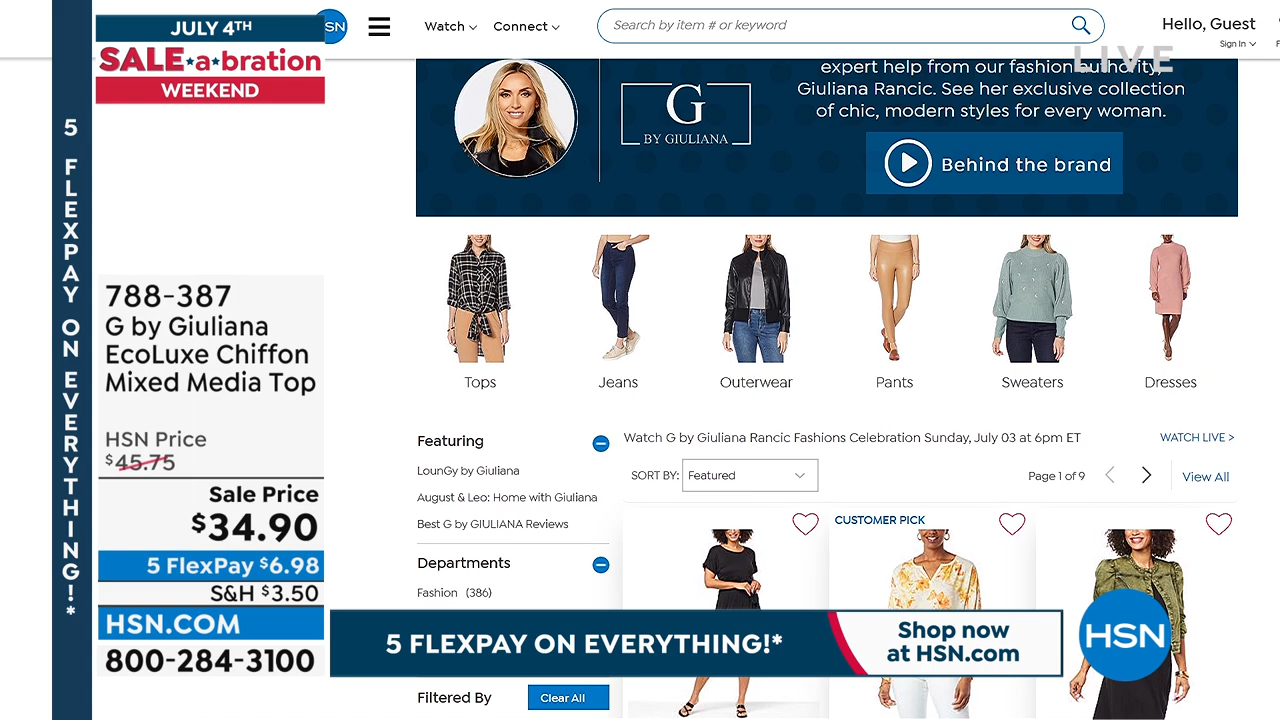 JULY 4TH
SALE★a★bration
WEEKEND
5 FLEXPAY ON EVERYTHING!*
788-387
G by Giuliana
EcoLuxe Chiffon
Mixed Media Top
HSN Price
$45.75
Sale Price
$34.90
5 FlexPay $6.98
S&H $3.50
HSN.COM
800-284-3100
SN
Watch
Connect
Search by item # or keyword
Hello, Guest
Sign In
F
LIVE
G
BY GIULIANA
expert help from our fashion authority,
Giuliana Rancic. See her exclusive collection
of chic, modern styles for every woman.
Behind the brand
Tops
Jeans
Outerwear
Pants
Sweaters
Dresses
Featuring
LounGy by Giuliana
August & Leo: Home with Giuliana
Best G by GIULIANA Reviews
Departments
Fashion (386)
Watch G by Giuliana Rancic Fashions Celebration Sunday, July 03 at 6pm ET
WATCH LIVE >
SORT BY: Featured
Page 1 of 9
View All
CUSTOMER PICK
5 FLEXPAY ON EVERYTHING!*
Shop now
at HSN.com
HSN
Filtered By
Clear All